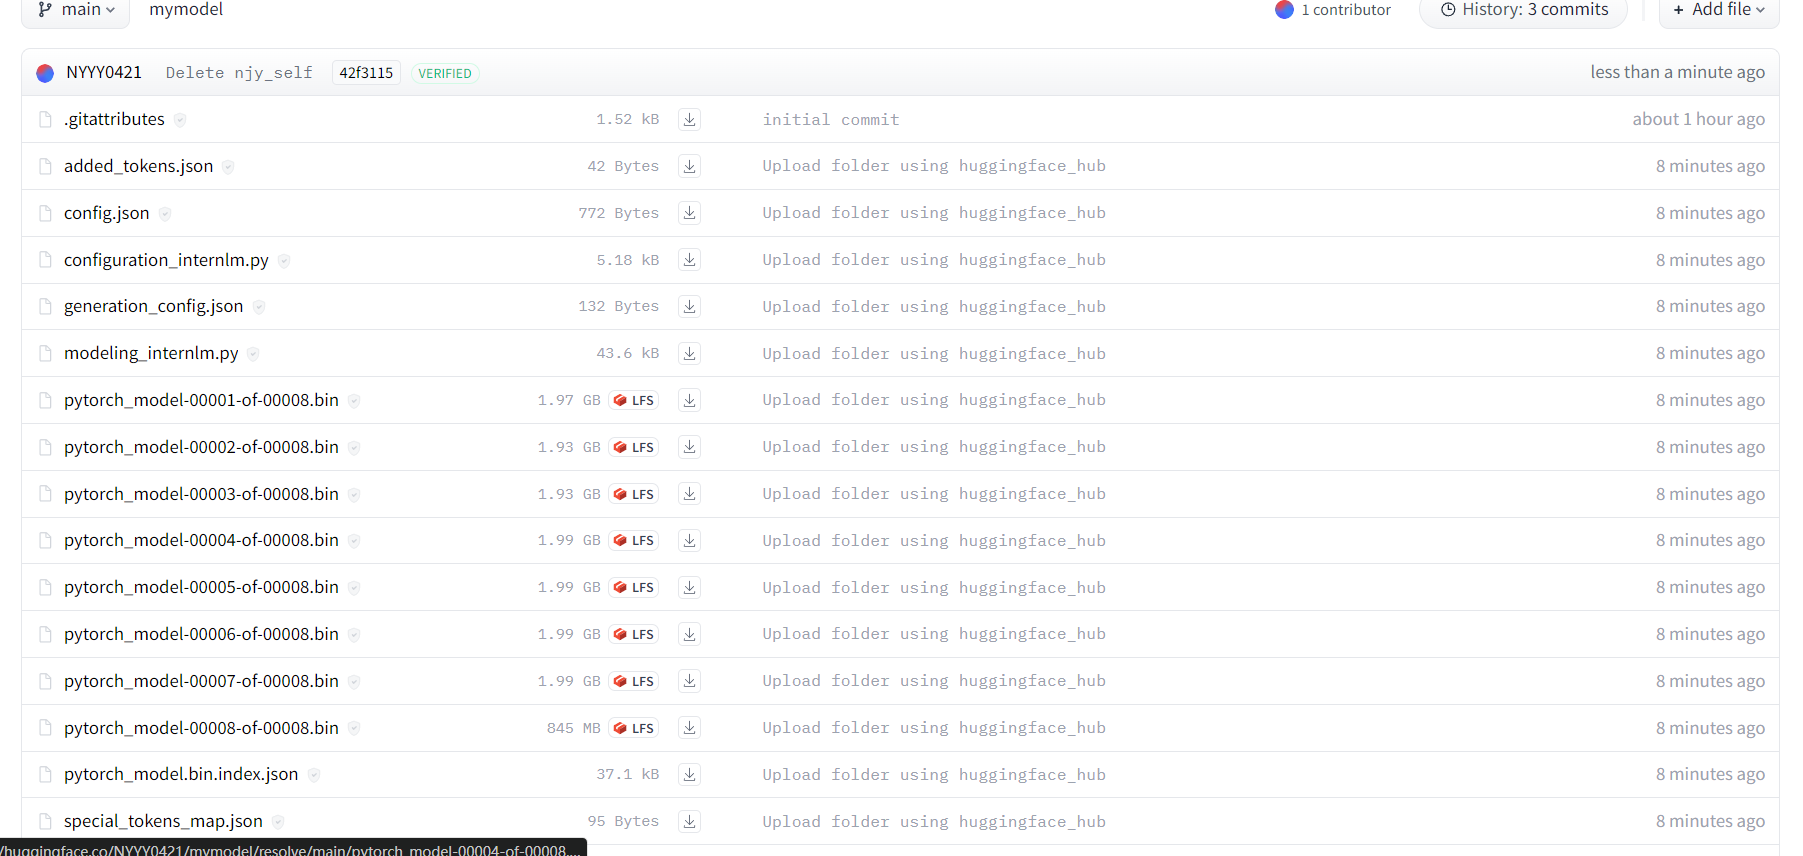 main mymodel 1 contributor History: 3 commits + Add file
NYYY0421 Delete njy_self 42f3115 VERIFIED less than a minute ago
.gitattributes 1.52 kB initial commit about 1 hour ago
added_tokens.json 42 Bytes Upload folder using huggingface_hub 8 minutes ago
config.json 772 Bytes Upload folder using huggingface_hub 8 minutes ago
configuration_internlm.py 5.18 kB Upload folder using huggingface_hub 8 minutes ago
generation_config.json 132 Bytes Upload folder using huggingface_hub 8 minutes ago
modeling_internlm.py 43.6 kB Upload folder using huggingface_hub 8 minutes ago
pytorch_model-00001-of-00008.bin 1.97 GB LFS Upload folder using huggingface_hub 8 minutes ago
pytorch_model-00002-of-00008.bin 1.93 GB LFS Upload folder using huggingface_hub 8 minutes ago
pytorch_model-00003-of-00008.bin 1.93 GB LFS Upload folder using huggingface_hub 8 minutes ago
pytorch_model-00004-of-00008.bin 1.99 GB LFS Upload folder using huggingface_hub 8 minutes ago
pytorch_model-00005-of-00008.bin 1.99 GB LFS Upload folder using huggingface_hub 8 minutes ago
pytorch_model-00006-of-00008.bin 1.99 GB LFS Upload folder using huggingface_hub 8 minutes ago
pytorch_model-00007-of-00008.bin 1.99 GB LFS Upload folder using huggingface_hub 8 minutes ago
pytorch_model-00008-of-00008.bin 845 MB LFS Upload folder using huggingface_hub 8 minutes ago
pytorch_model.bin.index.json 37.1 kB Upload folder using huggingface_hub 8 minutes ago
special_tokens_map.json 95 Bytes Upload folder using huggingface_hub 8 minutes ago
/huggingface.co/NYYY0421/mymodel/resolve/main/pytorch_model-00004-of-00008....